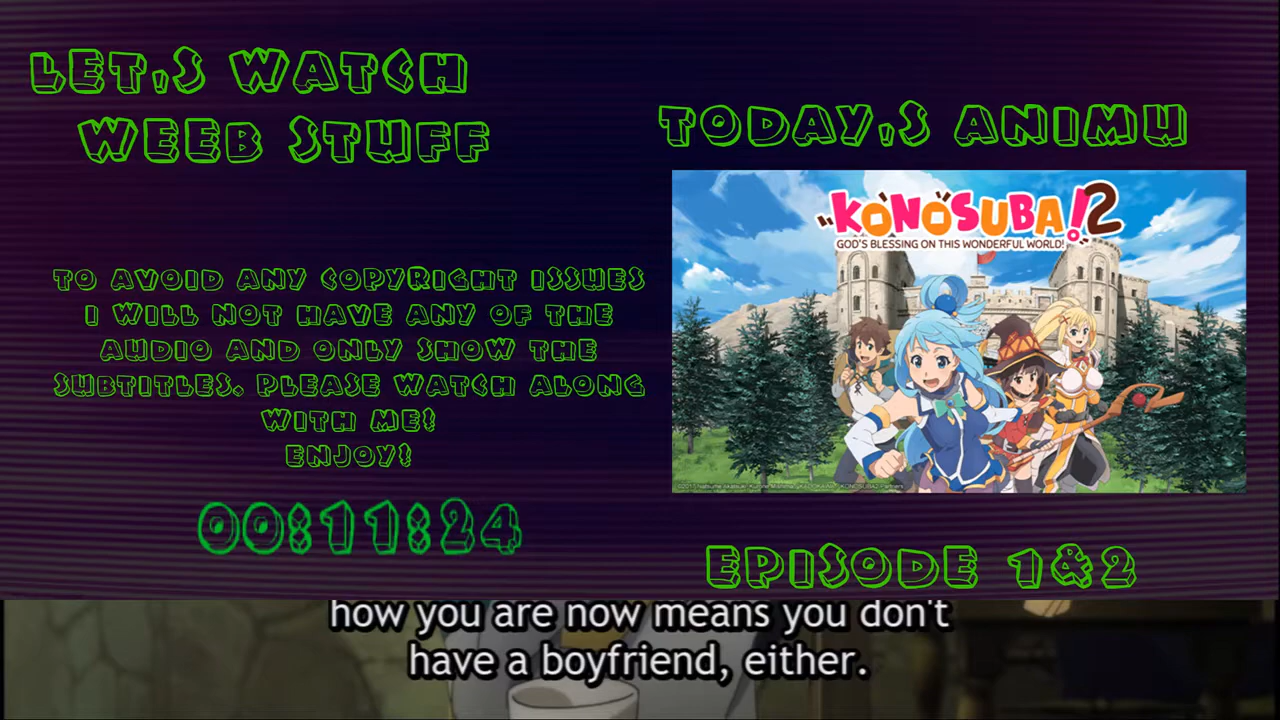 LET'S WATCH
WEEB STUFF
TODAY'S ANIMU
KONOSUBA!2
GOD'S BLESSING ON THIS WONDERFUL WORLD!
TO AVOID ANY COPYRIGHT ISSUES
I WILL NOT HAVE ANY OF THE
AUDIO AND ONLY SHOW THE
SUBTITLES. PLEASE WATCH ALONG
WITH ME!
ENJOY!
00:11:24
EPISODE 1&2
how you are now means you don't
have a boyfriend, either.